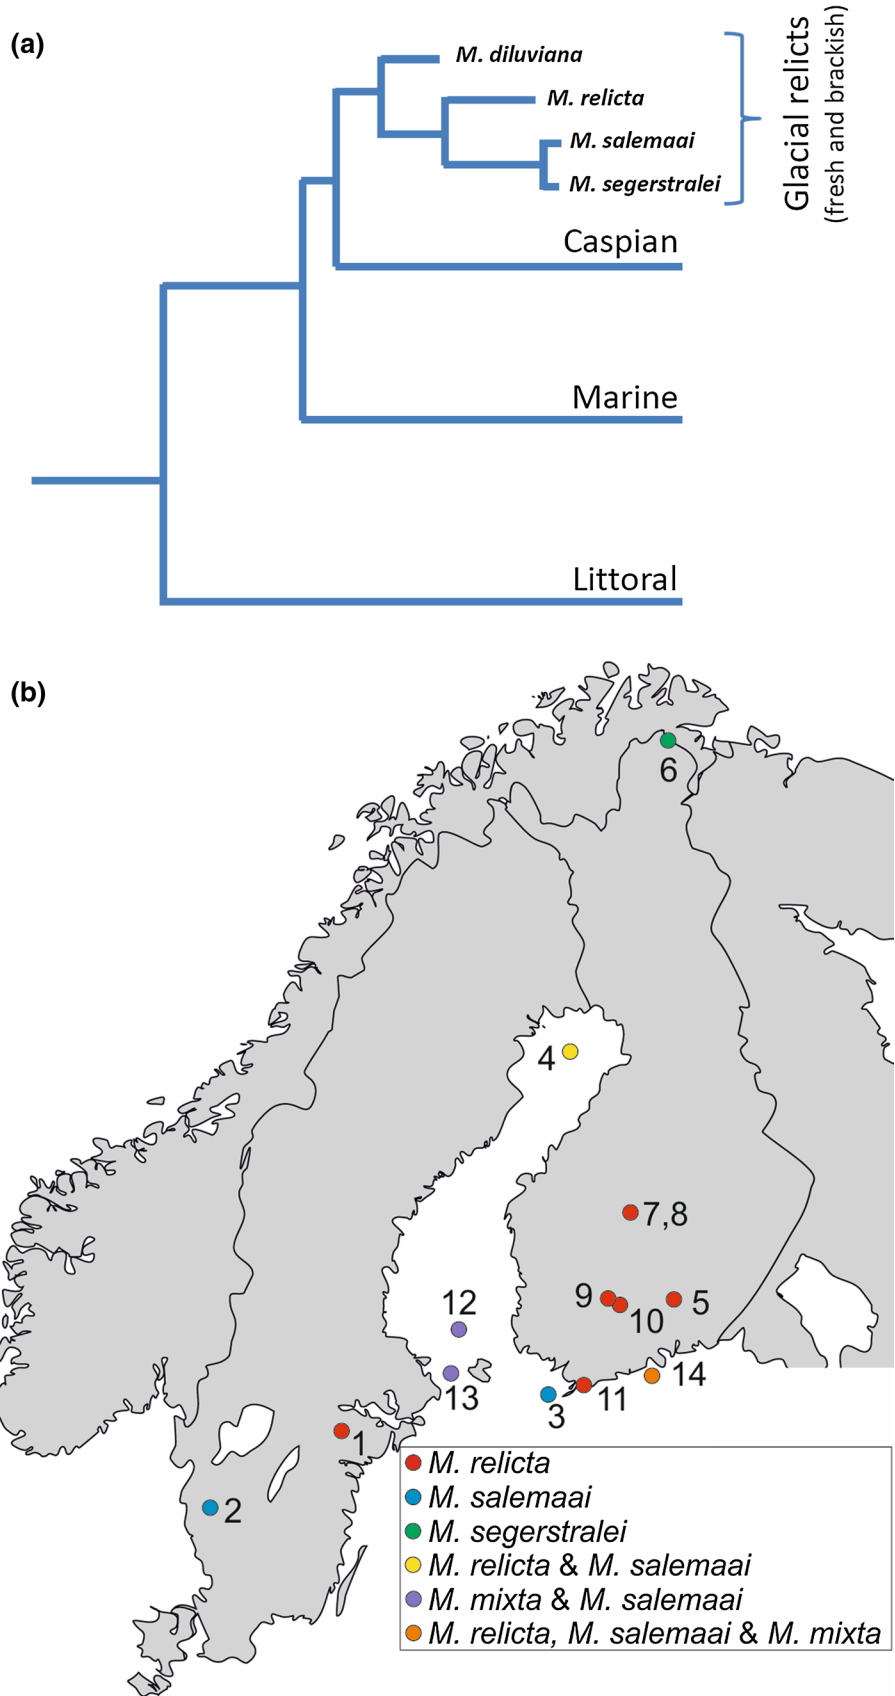 (a)
M. diluviana
M. relicta
M. salemaai
M. segerstralei
Glacial relicts
(fresh and brackish)
Caspian
Marine
Littoral
(b)
6
4
7,8
9
10
5
12
13
3
11
14
1
2
M. relicta
M. salemaai
M. segerstralei
M. relicta & M. salemaai
M. mixta & M. salemaai
M. relicta, M. salemaai & M. mixta